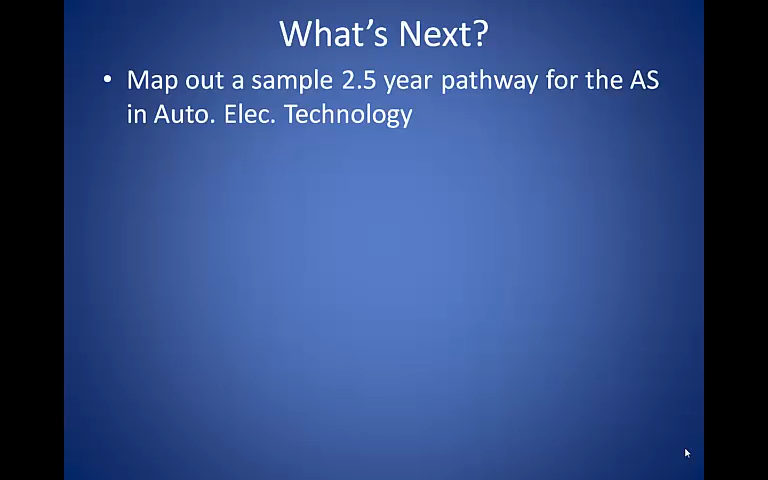 What’s Next?
• Map out a sample 2.5 year pathway for the AS
in Auto. Elec. Technology